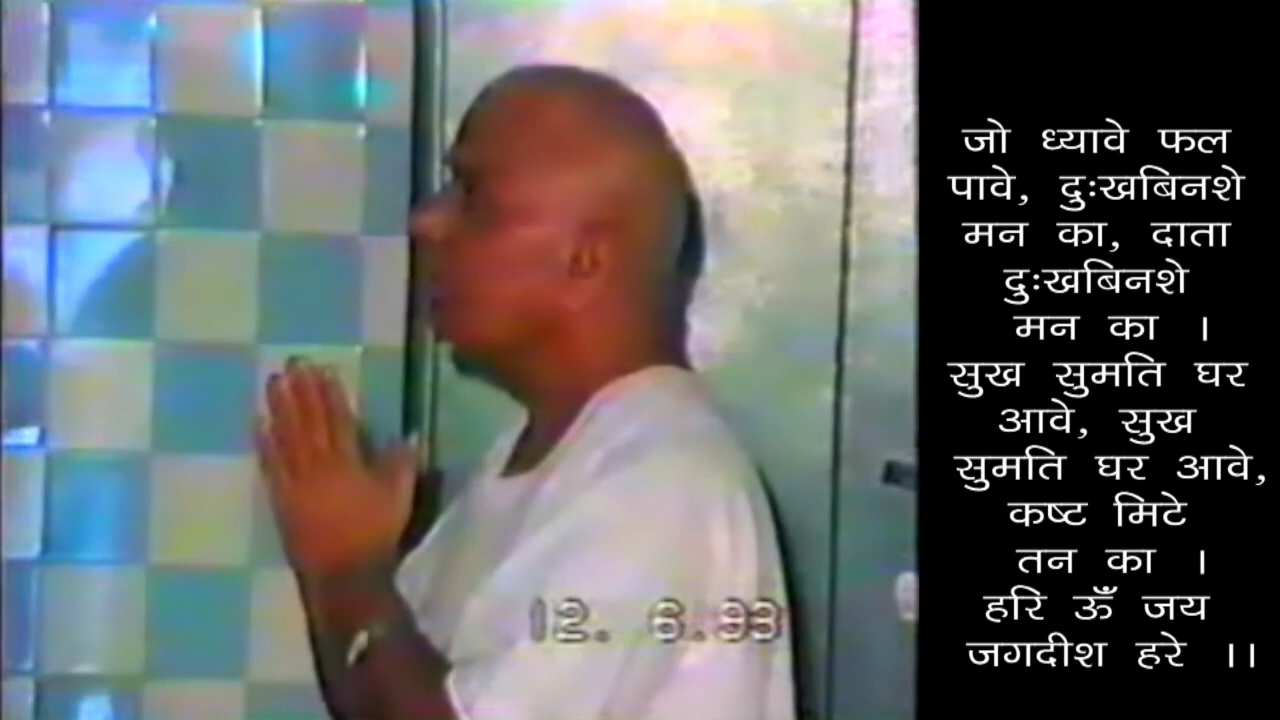 जो ध्यावे फल
पावे, दुःखबिनशे
मन का, दाता
दुःखबिनशे
मन का ।
सुख सुमति घर
आवे, सुख
सुमति घर आवे,
कष्ट मिटे
तन का ।
हरि ऊँ जय
जगदीश हरे ।।
12. 6.93